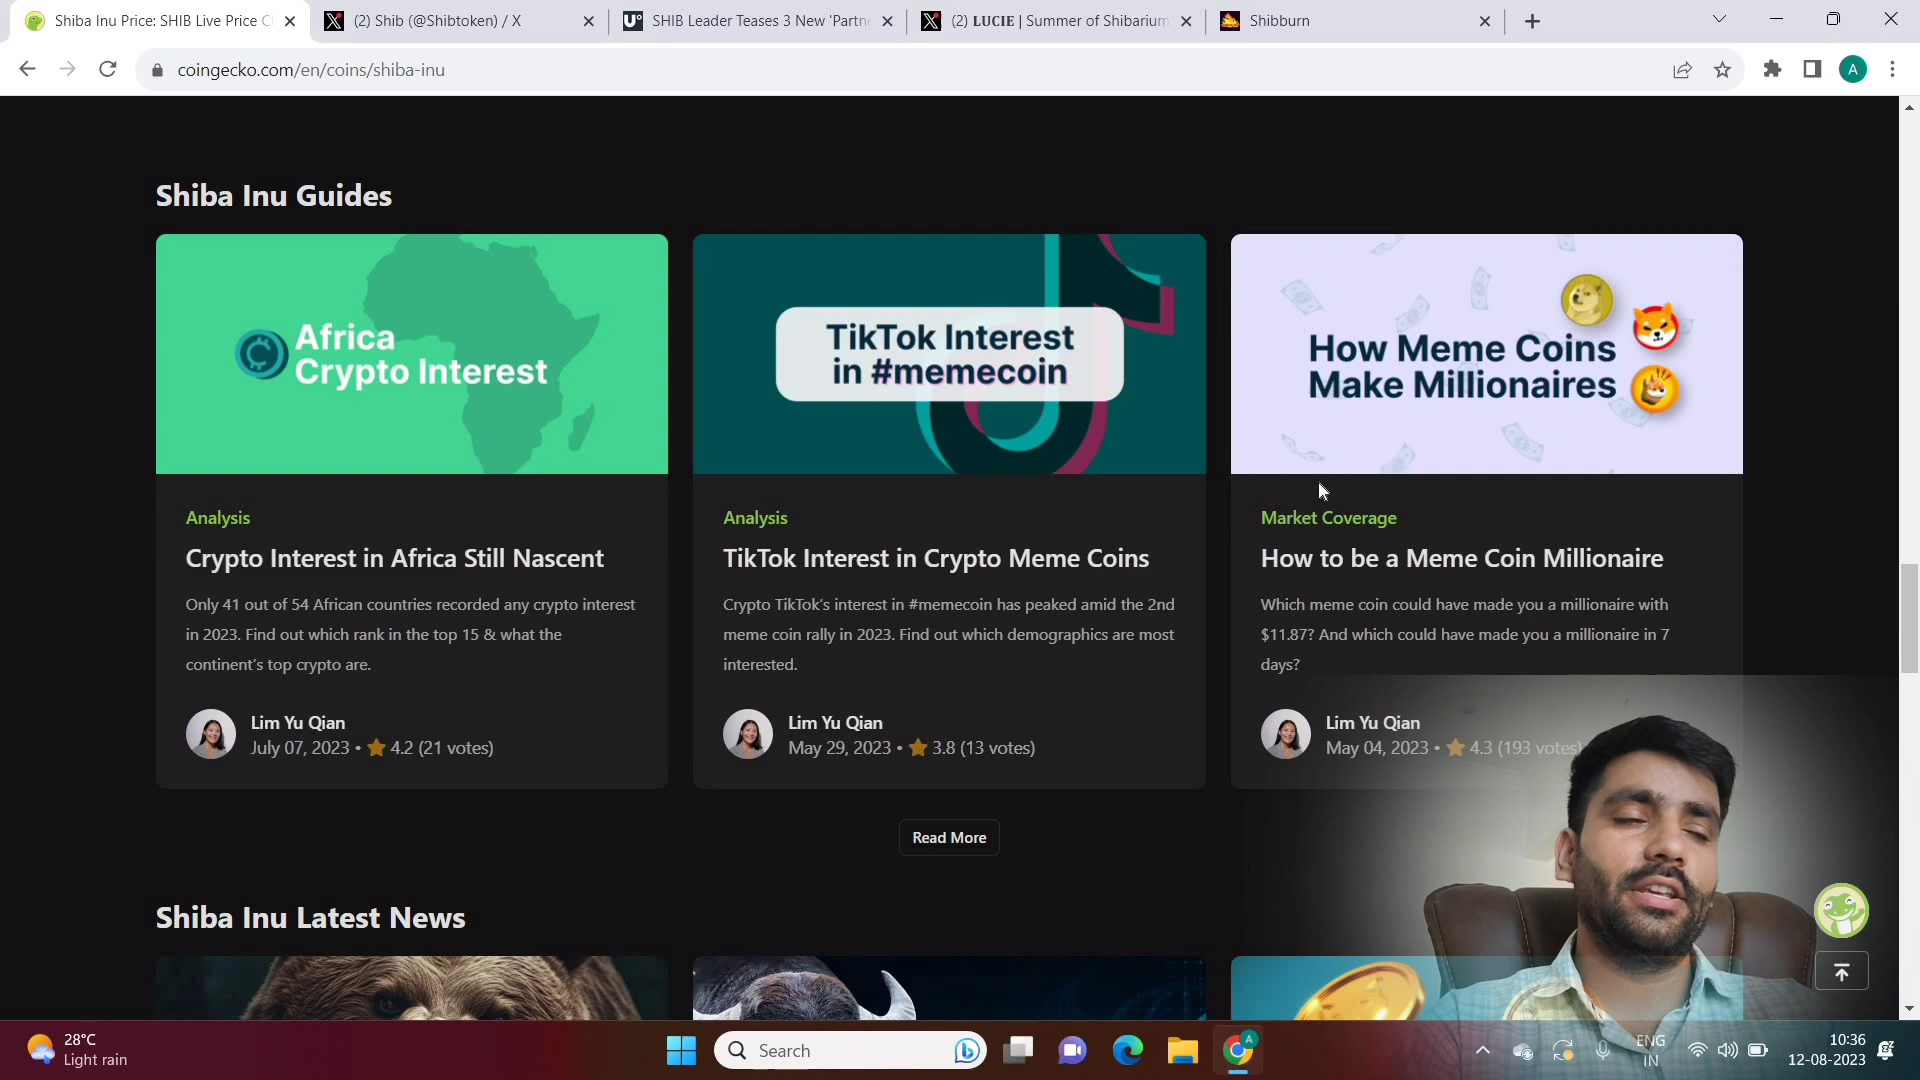 Shiba Inu Price: SHIB Live Price C
(2) Shib (@Shibtoken) / X
SHIB Leader Teases 3 New 'Partn
(2) LUCIE | Summer of Shibarium
Shibburn
coingecko.com/en/coins/shiba-inu
A
Shiba Inu Guides
Africa
Crypto Interest
TikTok Interest
in #memecoin
How Meme Coins
Make Millionaires
Analysis
Crypto Interest in Africa Still Nascent
Only 41 out of 54 African countries recorded any crypto interest
in 2023. Find out which rank in the top 15 & what the
continent's top crypto are.
Lim Yu Qian
July 07, 2023 • 4.2 (21 votes)
Analysis
TikTok Interest in Crypto Meme Coins
Crypto TikTok's interest in #memecoin has peaked amid the 2nd
meme coin rally in 2023. Find out which demographics are most
interested.
Lim Yu Qian
May 29, 2023 • 3.8 (13 votes)
Market Coverage
How to be a Meme Coin Millionaire
Which meme coin could have made you a millionaire with
$11.87? And which could have made you a millionaire in 7
days?
Lim Yu Qian
May 04, 2023 • 4.3 (193 votes)
Read More
Shiba Inu Latest News
28°C
Light rain
Search
A
ENG
IN
10:36
12-08-2023